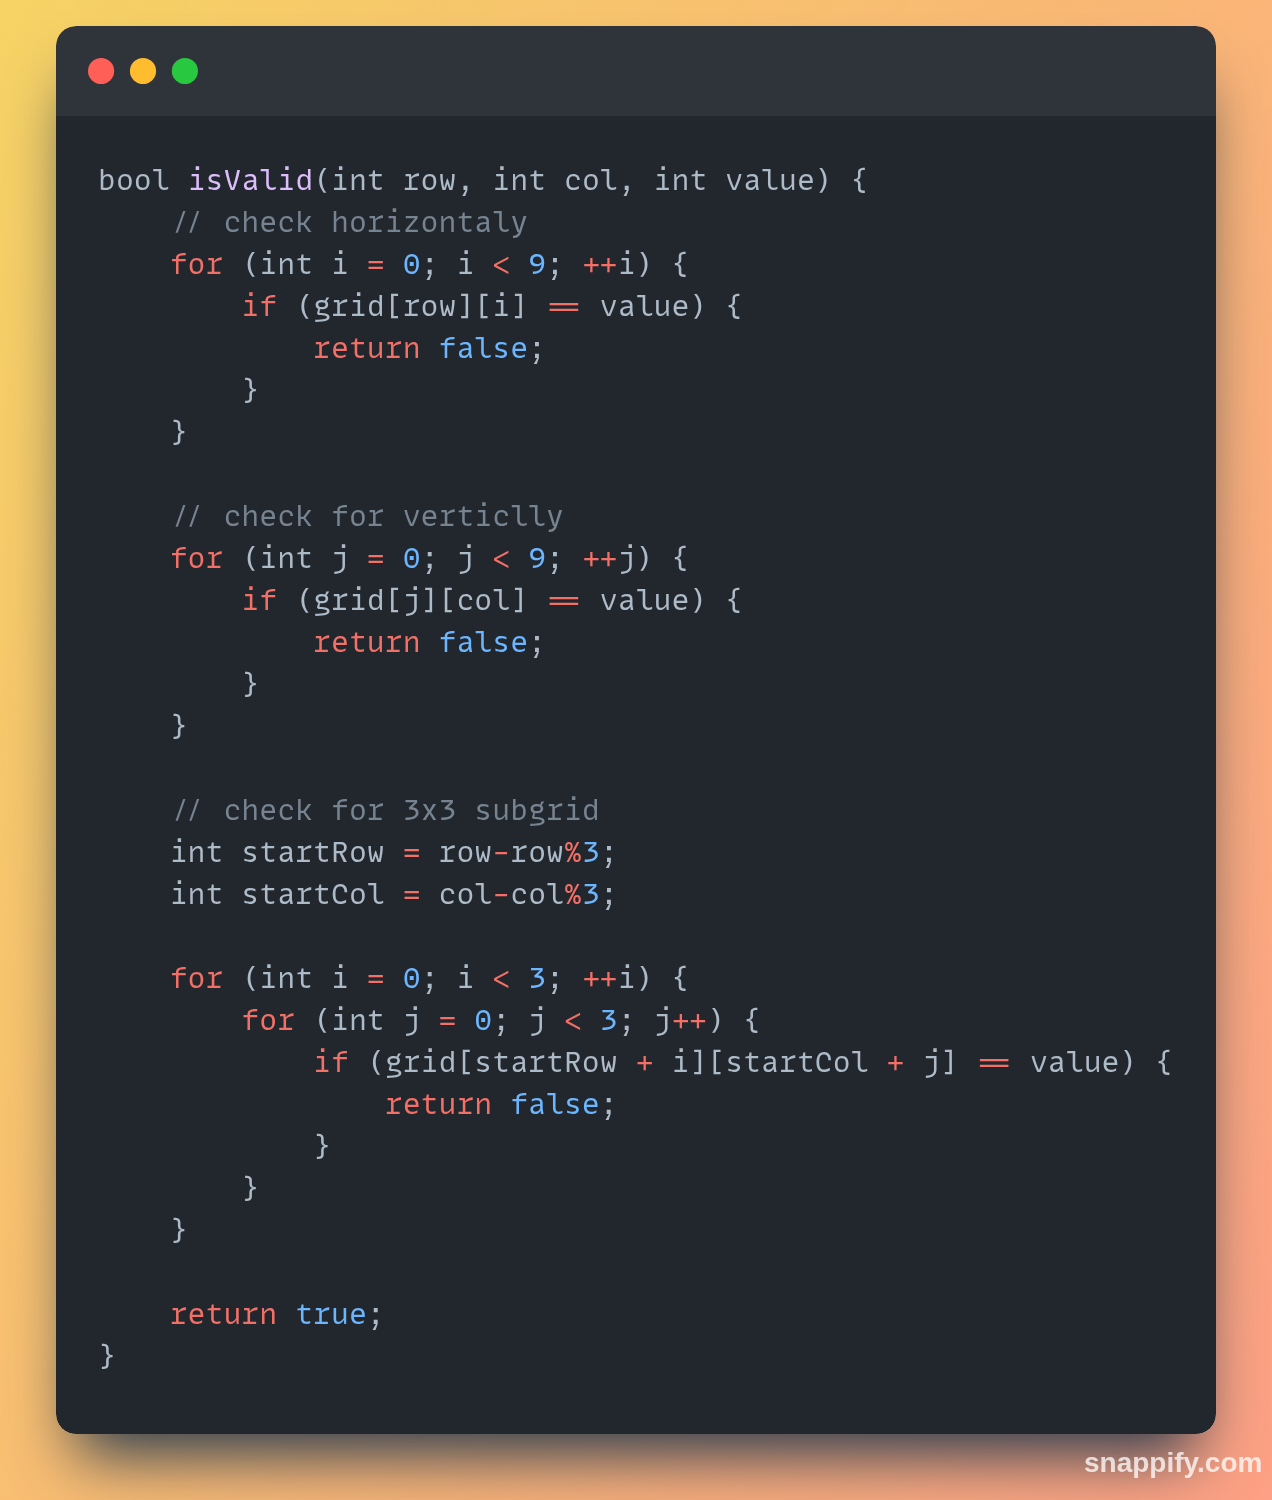 bool isValid(int row, int col, int value) {
    // check horizontaly
    for (int i = 0; i < 9; ++i) {
        if (grid[row][i] == value) {
            return false;
        }
    }

    // check for verticlly
    for (int j = 0; j < 9; ++j) {
        if (grid[j][col] == value) {
            return false;
        }
    }

    // check for 3x3 subgrid
    int startRow = row-row%3;
    int startCol = col-col%3;

    for (int i = 0; i < 3; ++i) {
        for (int j = 0; j < 3; j++) {
            if (grid[startRow + i][startCol + j] == value) {
                return false;
            }
        }
    }

    return true;
}
snappify.com